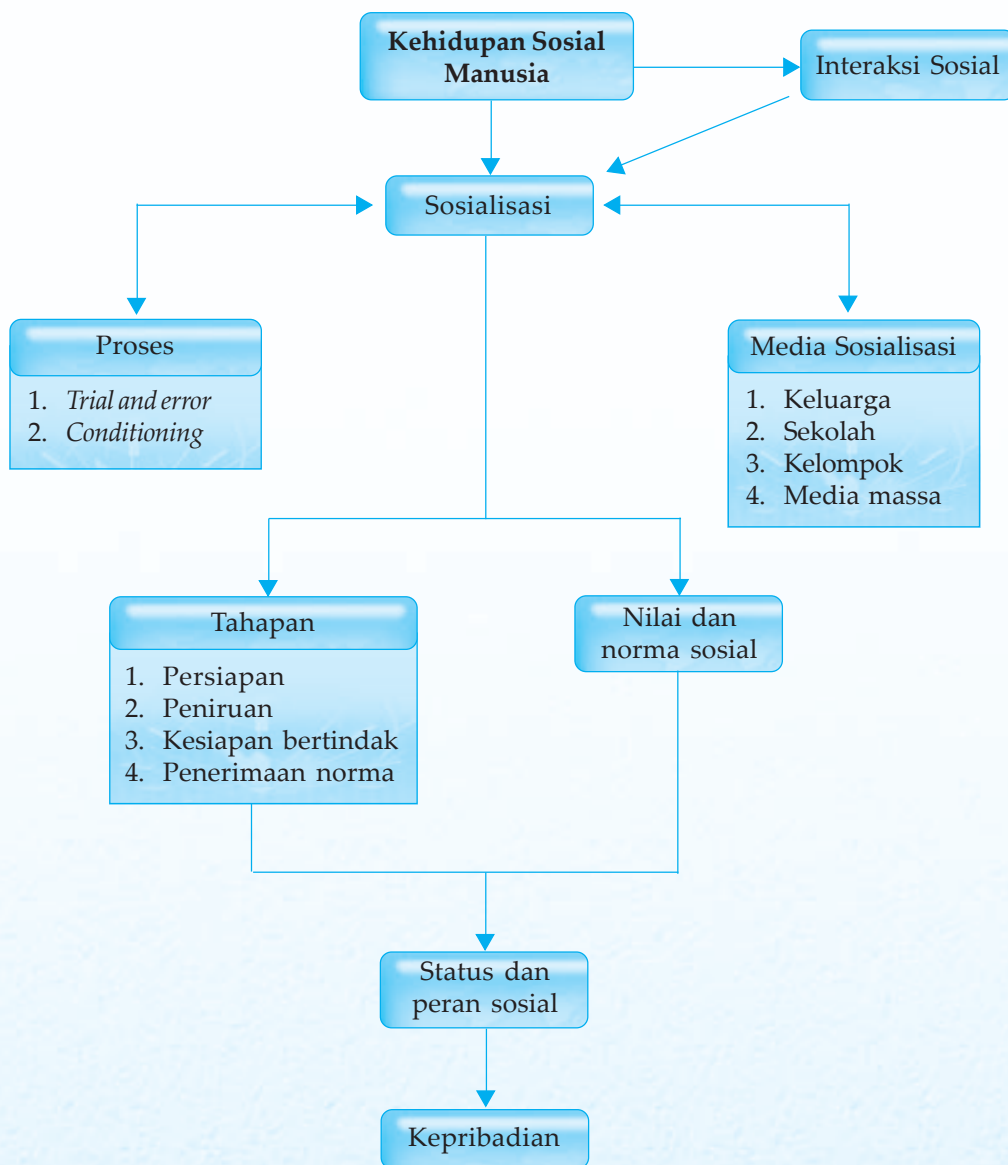 Kehidupan Sosial
Manusia
Interaksi Sosial
Sosialisasi
Proses
1. Trial and error
2. Conditioning
Media Sosialisasi
1. Keluarga
2. Sekolah
3. Kelompok
4. Media massa
Tahapan
1. Persiapan
2. Peniruan
3. Kesiapan bertindak
4. Penerimaan norma
Nilai dan
norma sosial
Status dan
peran sosial
Kepribadian